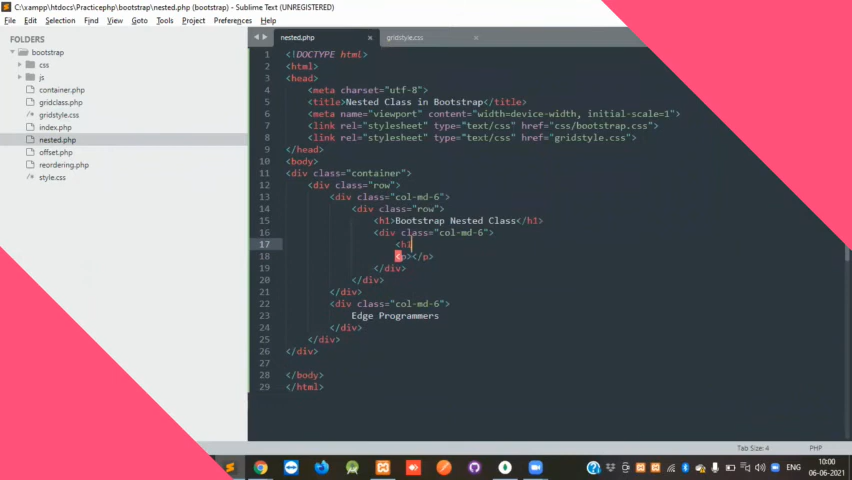 C:\xampp\htdocs\Practicephp\bootstrap\nested.php (bootstrap) - Sublime Text (UNREGISTERED)
File Edit Selection Find View Goto Tools Project Preferences Help
FOLDERS
bootstrap
css
js
container.php
gridclass.php
gridstyle.css
index.php
nested.php
offset.php
reordering.php
style.css
nested.php gridstyle.css
1 <!DOCTYPE html>
2 <html>
3 <head>
4 <meta charset="utf-8">
5 <title>Nested Class in Bootstrap</title>
6 <meta name="viewport" content="width=device-width, initial-scale=1">
7 <link rel="stylesheet" type="text/css" href="css/bootstrap.css">
8 <link rel="stylesheet" type="text/css" href="gridstyle.css">
9 </head>
10 <body>
11 <div class="container">
12 <div class="row">
13 <div class="col-md-6">
14 <div class="row">
15 <h1>Bootstrap Nested Class</h1>
16 <div class="col-md-6">
17 <h1
18 <p></p>
19 </div>
20 </div>
21 </div>
22 <div class="col-md-6">
23 Edge Programmers
24 </div>
25 </div>
26 </div>
27
28 </body>
29 </html>
Tab Size: 4 PHP
ENG
10:00
06-06-2021